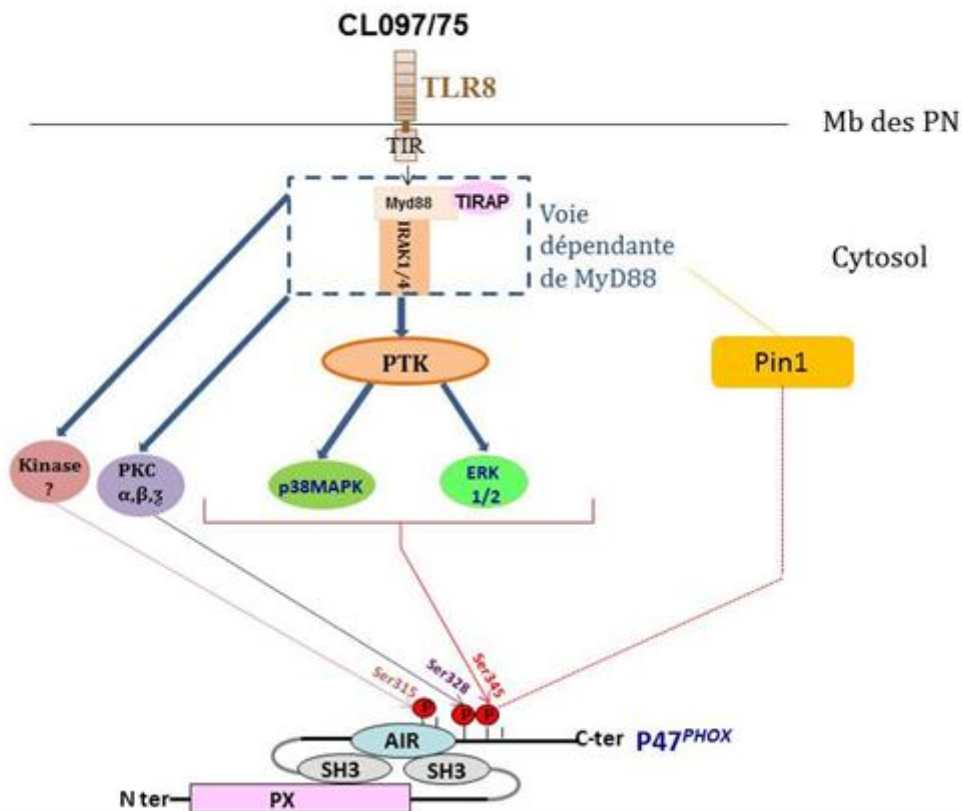 CL097/75
TLR8
Mb des PN
TIR
Myd88
TIRAP
IRAK1/4
Voie
dépendante
de MyD88
Cytosol
PTK
Pin1
Kinase
?
PKC
α,β,ʒ
p38MAPK
ERK
1/2
Ser315
Ser328
Ser345
P
P
P
AIR
C-ter
P47PHOX
SH3
SH3
N ter
PX